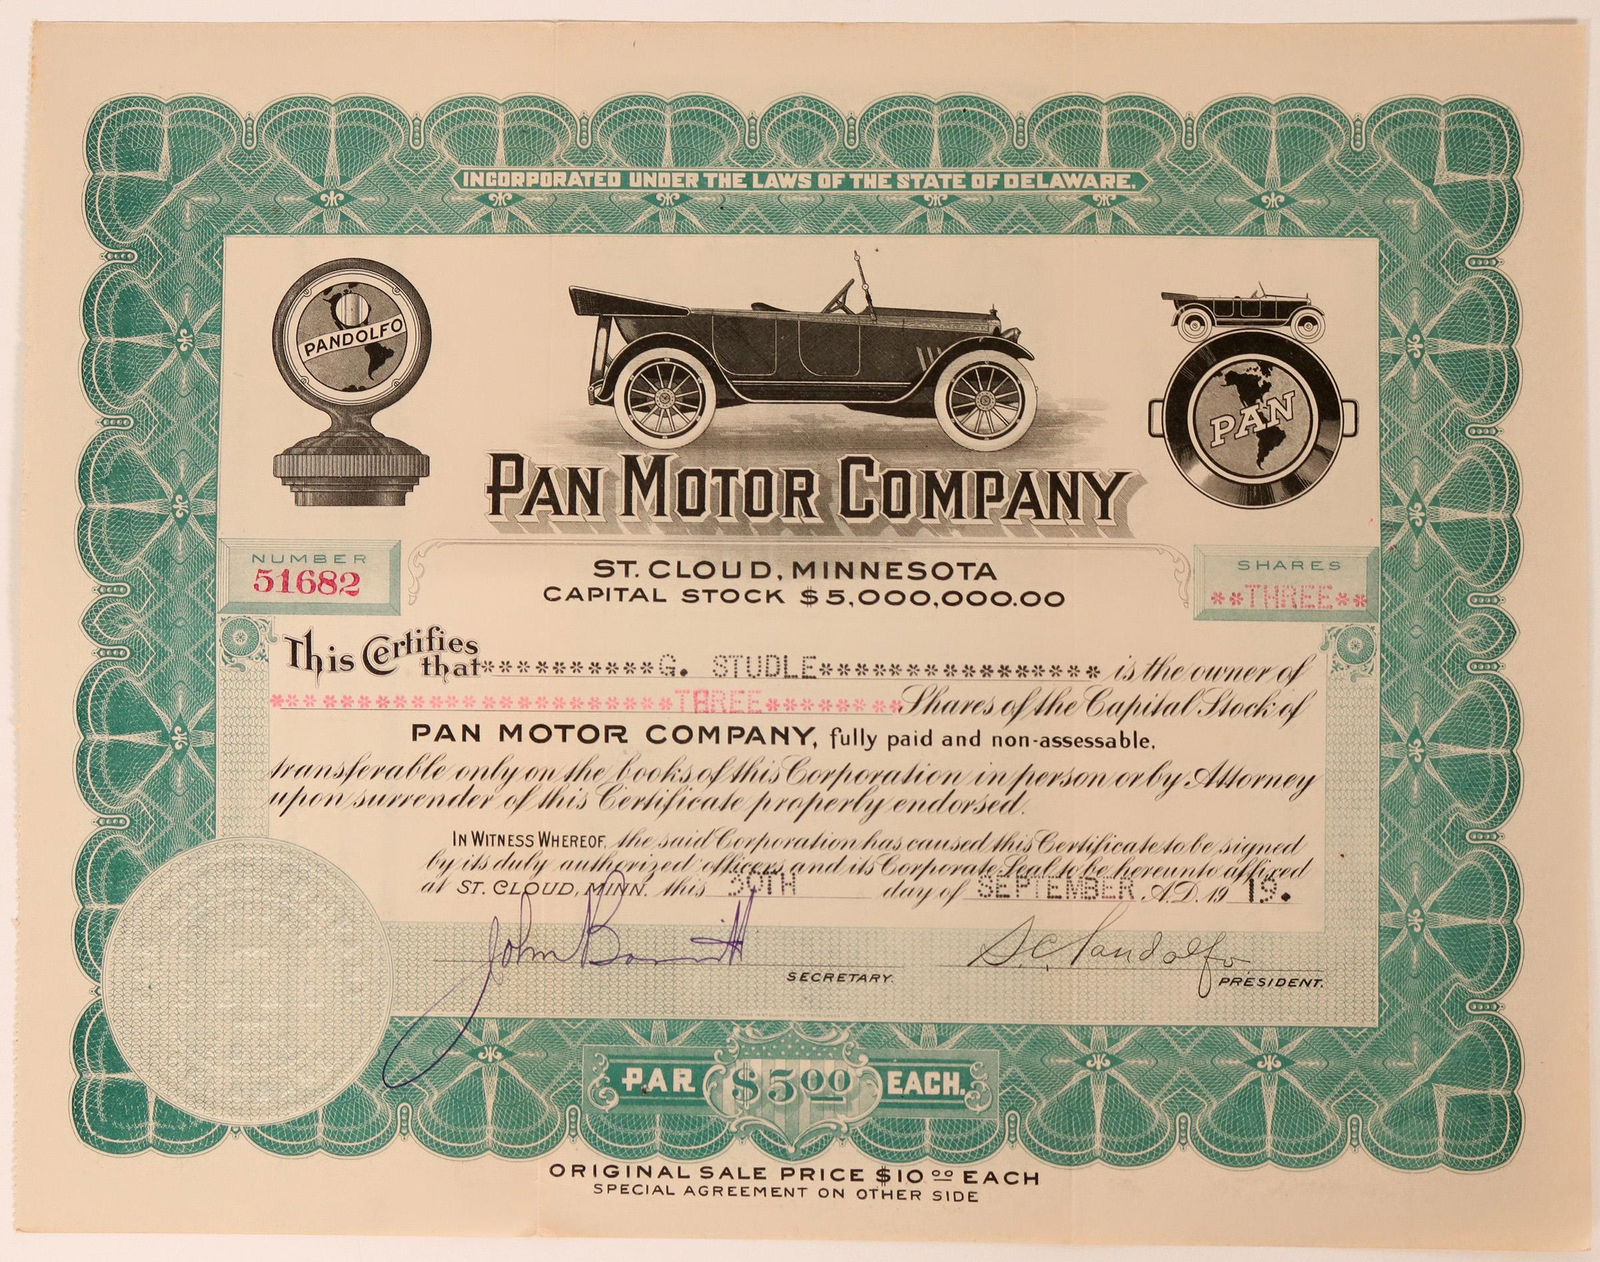 INCORPORATED UNDER THE LAWS OF THE STATE OF DELAWARE.
PANDOLFO
PAN
PAN MOTOR COMPANY
NUMBER
51682
ST. CLOUD, MINNESOTA
CAPITAL STOCK $5,000,000.00
SHARES
**THREE**
This Certifies that**********G. STUDLE***************** is the owner of
***********************THREE********Shares of the Capital Stock of
PAN MOTOR COMPANY, fully paid and non-assessable,
transferable only on the books of this Corporation in person or by Attorney
upon surrender of this Certificate properly endorsed.
IN WITNESS WHEREOF, the said Corporation has caused this Certificate to be signed
by its duly authorized officers and its Corporate Seal to be hereunto affixed
at ST. CLOUD, MINN. this 30TH day of SEPTEMBER A.D. 19 19.
John S. C. Pandolfo
SECRETARY.
PRESIDENT.
PAR $5.00 EACH.
ORIGINAL SALE PRICE $10.00 EACH
SPECIAL AGREEMENT ON OTHER SIDE